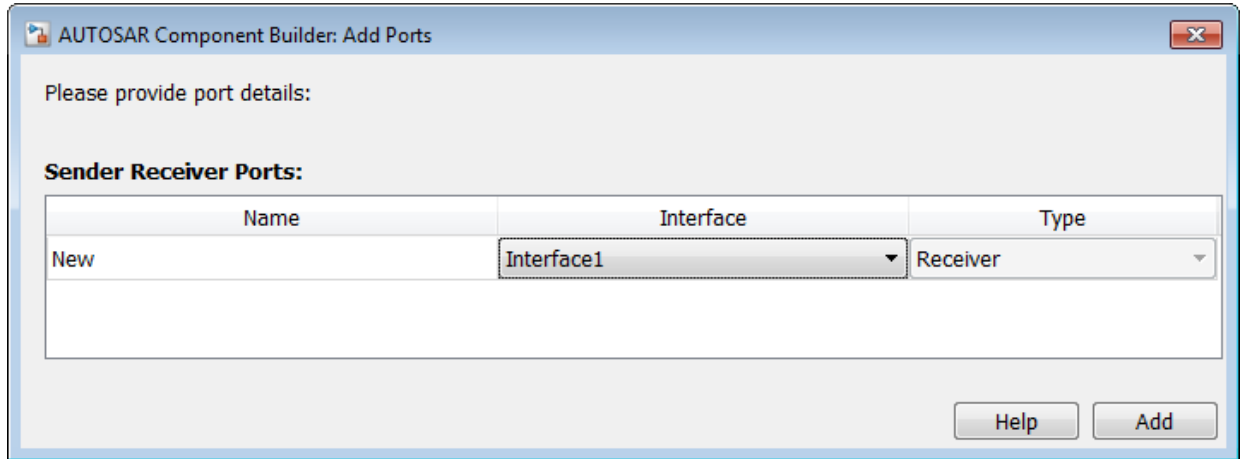 AUTOSAR Component Builder: Add Ports
Please provide port details:
Sender Receiver Ports:
Name Interface Type
New Interface1 Receiver
Help Add